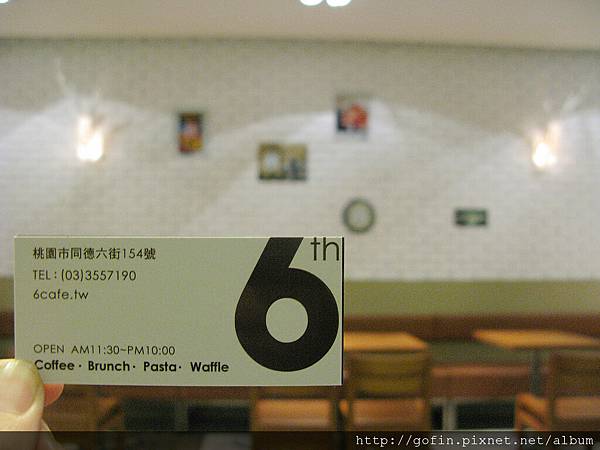 桃園市同德六街154號
TEL：(03)3557190
6cafe.tw
6th
OPEN AM11:30~PM10:00
Coffee· Brunch· Pasta· Waffle
http://gofin.pixnet.net/album